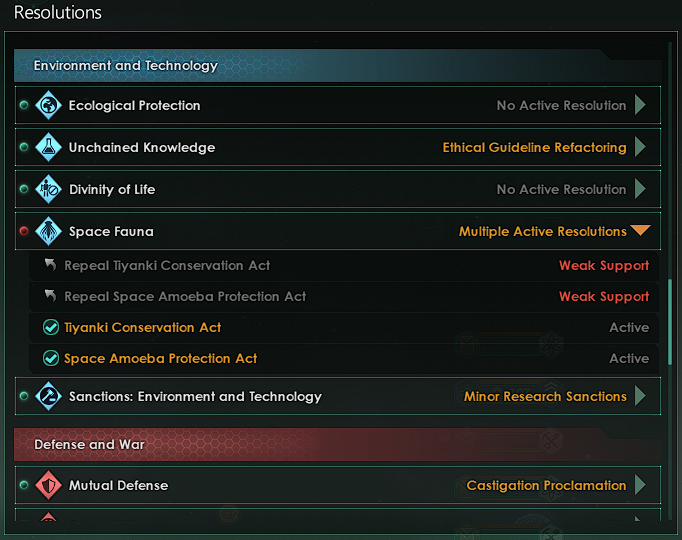 Resolutions
Environment and Technology
Ecological Protection No Active Resolution
Unchained Knowledge Ethical Guideline Refactoring
Divinity of Life No Active Resolution
Space Fauna Multiple Active Resolutions
Repeal Tiyanki Conservation Act Weak Support
Repeal Space Amoeba Protection Act Weak Support
Tiyanki Conservation Act Active
Space Amoeba Protection Act Active
Sanctions: Environment and Technology Minor Research Sanctions
Defense and War
Mutual Defense Castigation Proclamation